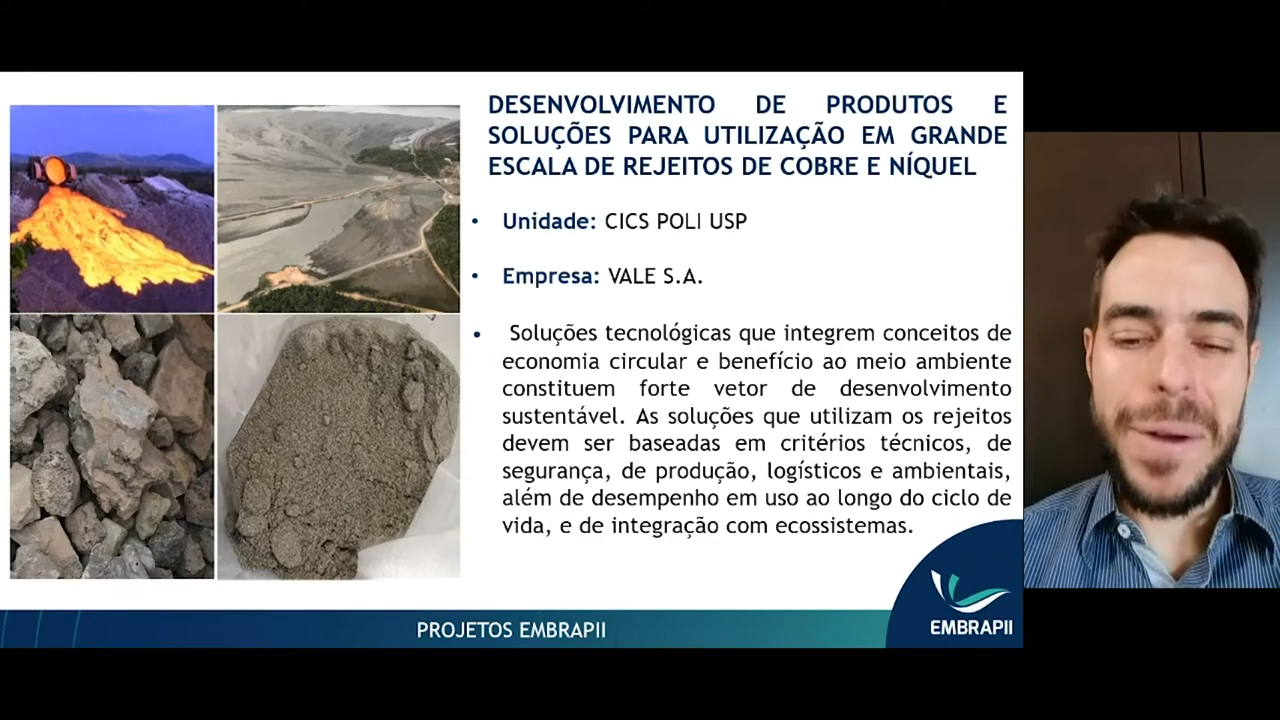 DESENVOLVIMENTO DE PRODUTOS E
SOLUÇÕES PARA UTILIZAÇÃO EM GRANDE
ESCALA DE REJEITOS DE COBRE E NÍQUEL
• Unidade: CICS POLI USP
• Empresa: VALE S.A.
• Soluções tecnológicas que integrem conceitos de
economia circular e benefício ao meio ambiente
constituem forte vetor de desenvolvimento
sustentável. As soluções que utilizam os rejeitos
devem ser baseadas em critérios técnicos, de
segurança, de produção, logísticos e ambientais,
além de desempenho em uso ao longo do ciclo de
vida, e de integração com ecossistemas.
PROJETOS EMBRAPII
EMBRAPII